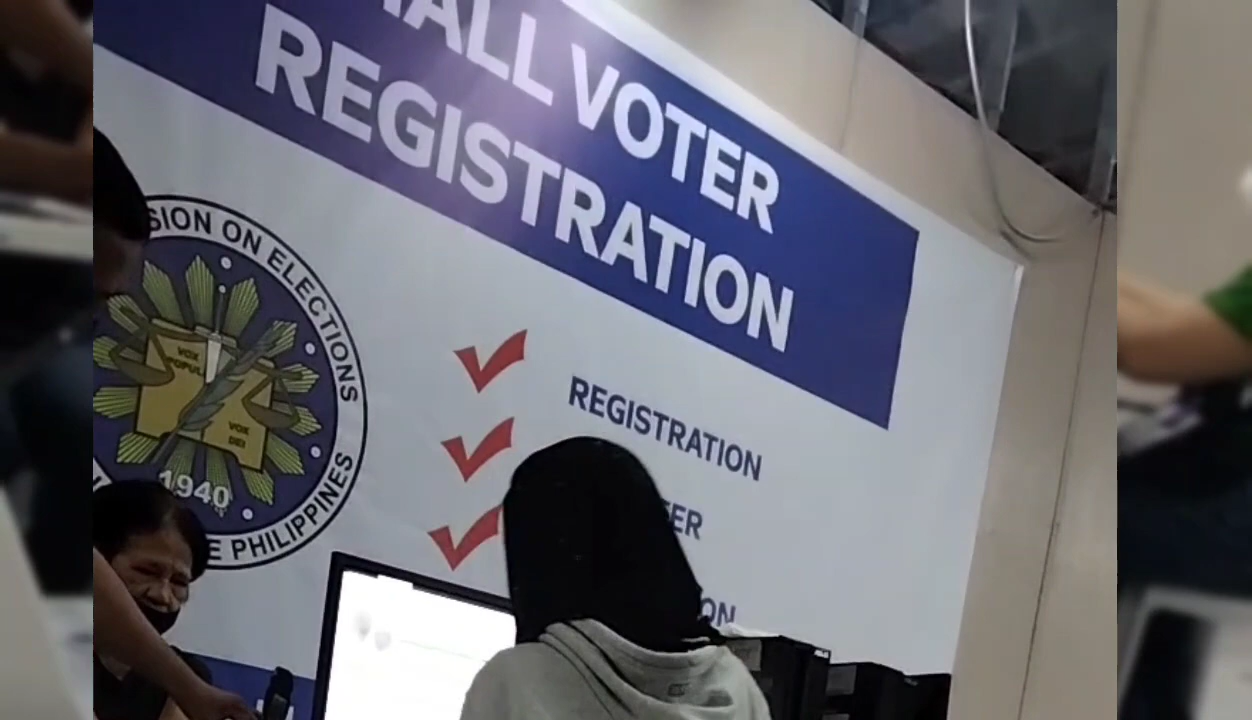 ALL VOTER
REGISTRATION
SION ON ELECTIONS
VOX
POPULI
VOX
DEI
1940
E PHILIPPINES
REGISTRATION
ER
ON